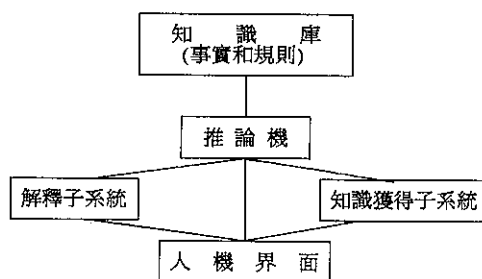 知識庫
(事實和規則)
推論機
解釋子系統
知識獲得子系統
人機界面